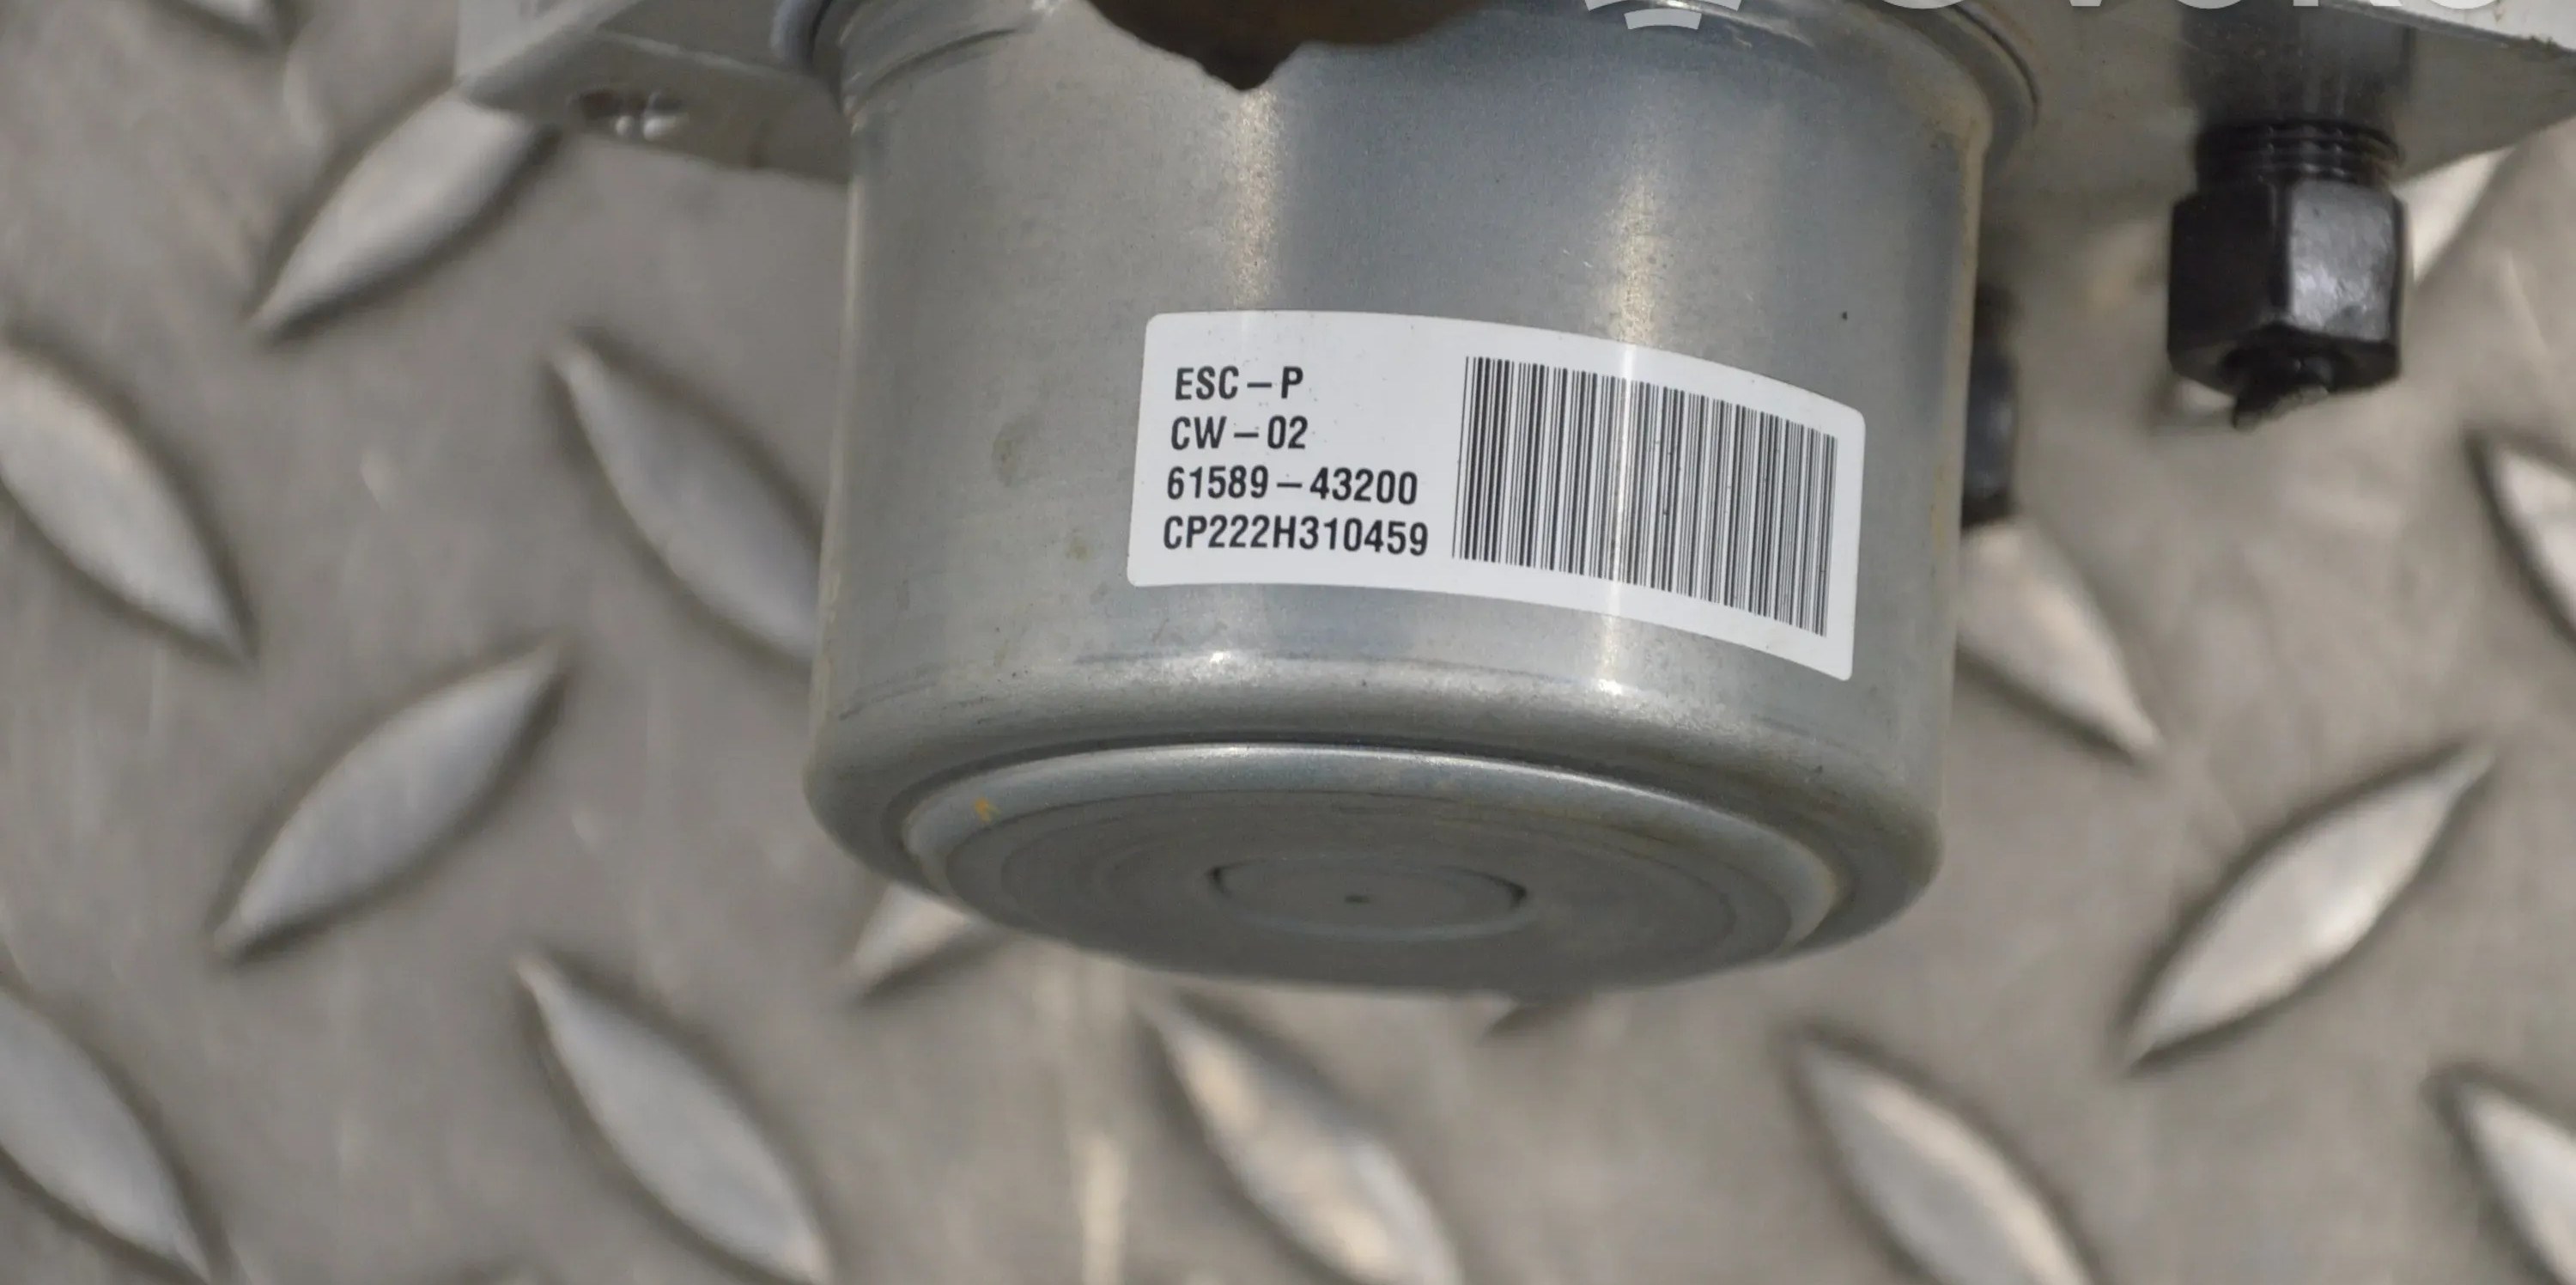 ESC – P
CW – 02
61589 – 43200
CP222H310459